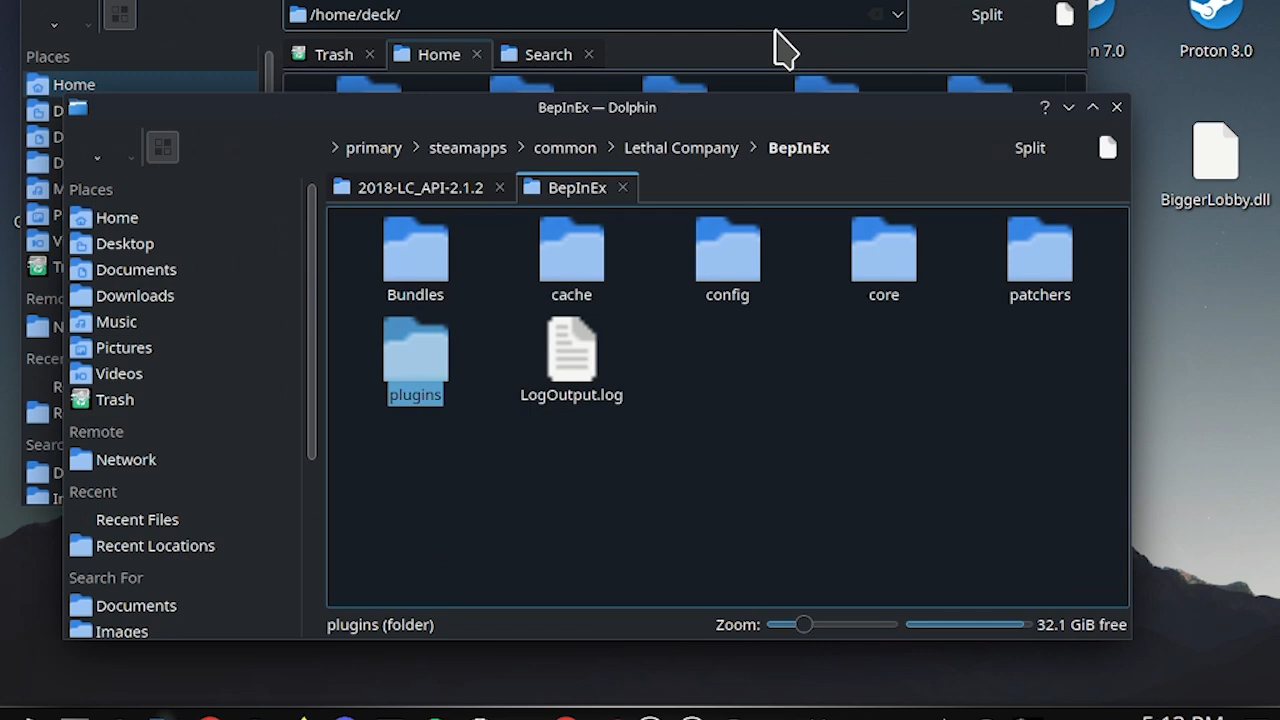 /home/deck/
Split
n 7.0
Proton 8.0
Places
Trash
Home
Search
Home
BepInEx — Dolphin
primary > steamapps > common > Lethal Company > BepInEx
Split
BiggerLobby.dll
Places
2018-LC_API-2.1.2
BepInEx
Home
Desktop
Documents
Downloads
Music
Pictures
Videos
Trash
Remote
Network
Recent
Recent Files
Recent Locations
Search For
Documents
Images
Bundles
cache
config
core
patchers
plugins
LogOutput.log
plugins (folder)
Zoom:
32.1 GiB free